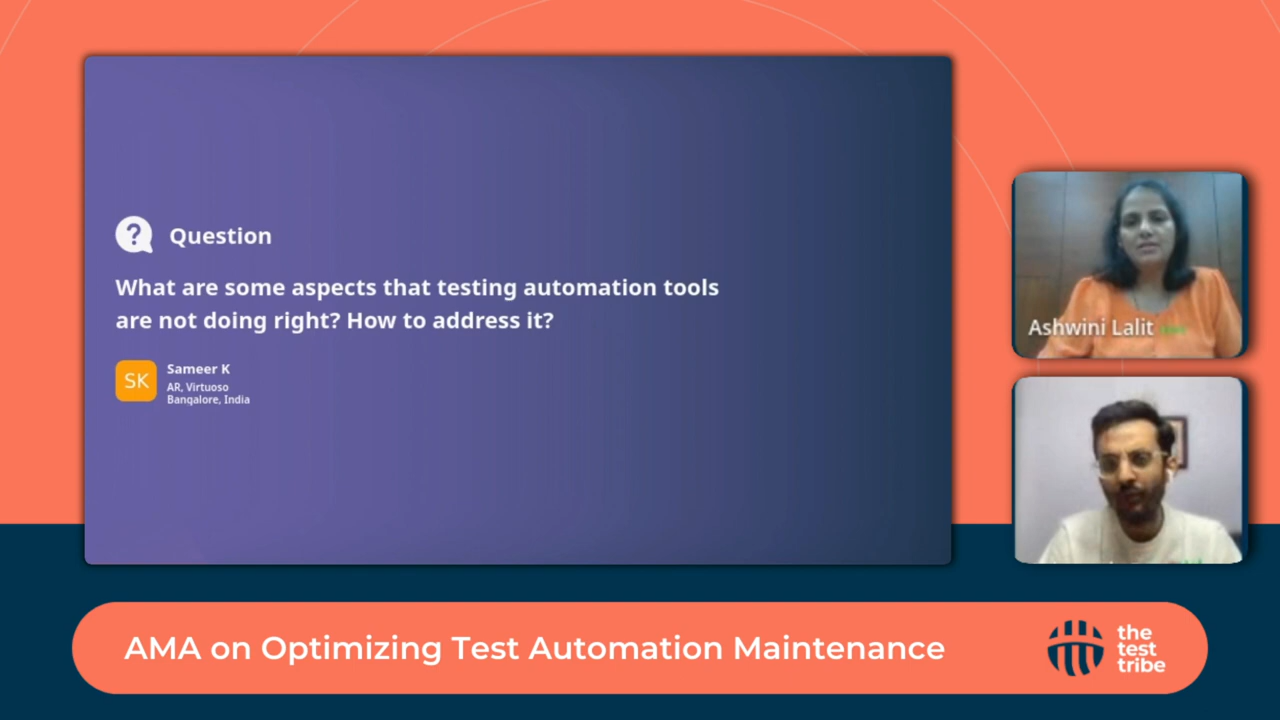 ?
Question
What are some aspects that testing automation tools
are not doing right? How to address it?
SK
Sameer K
AR, Virtuoso
Bangalore, India
Ashwini Lalit
AMA on Optimizing Test Automation Maintenance
the
test
tribe